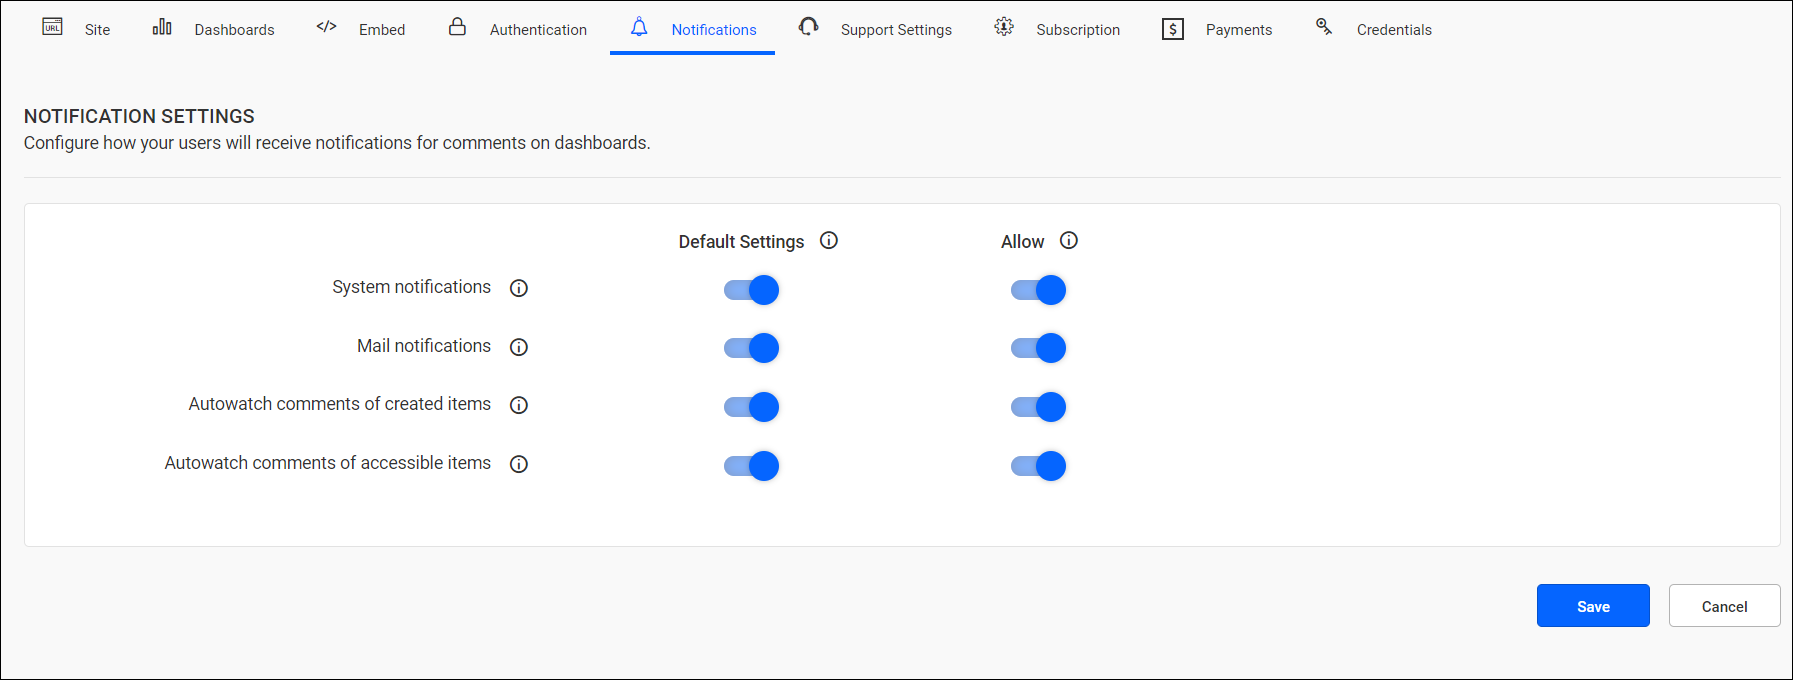 Site Dashboards Embed Authentication Notifications Support Settings Subscription Payments Credentials
NOTIFICATION SETTINGS
Configure how your users will receive notifications for comments on dashboards.
Default Settings Allow
System notifications
Mail notifications
Autowatch comments of created items
Autowatch comments of accessible items
Save Cancel